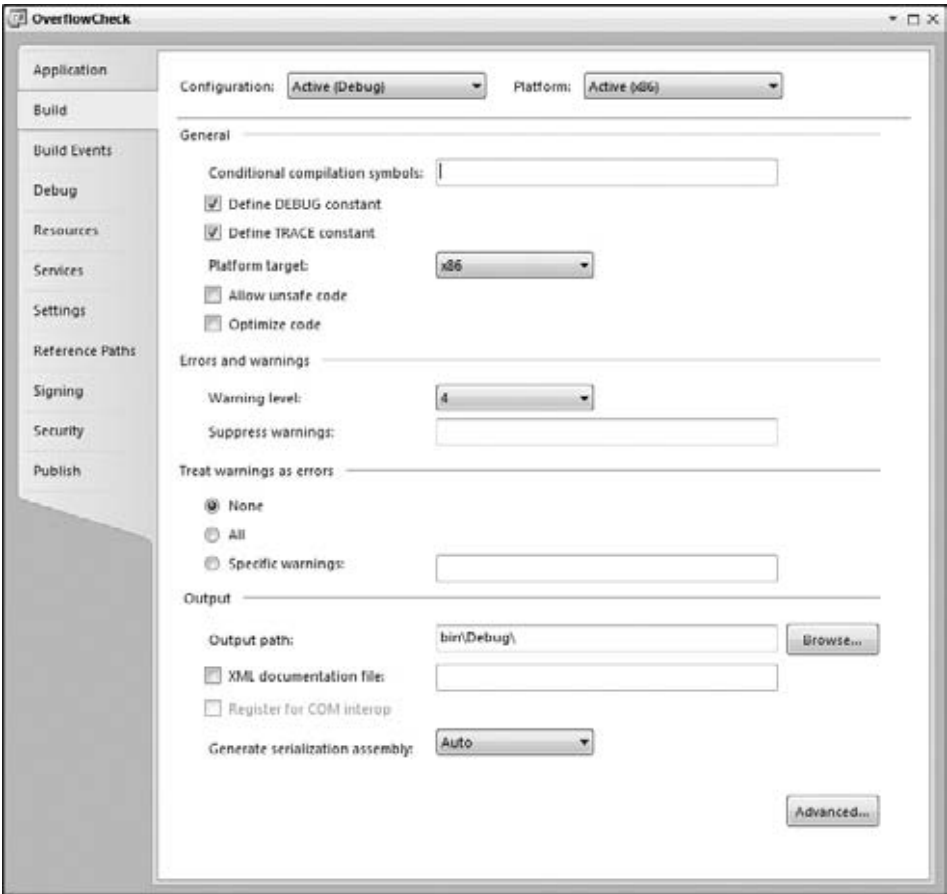 OverflowCheck
Application
Build
Build Events
Debug
Resources
Services
Settings
Reference Paths
Signing
Security
Publish
Configuration: Active (Debug) Platform: Active (x86)
General
Conditional compilation symbols:
Define DEBUG constant
Define TRACE constant
Platform target: x86
Allow unsafe code
Optimize code
Errors and warnings
Warning level: 4
Suppress warnings:
Treat warnings as errors
None
All
Specific warnings:
Output
Output path: bin\Debug\ Browse...
XML documentation file:
Register for COM interop
Generate serialization assembly: Auto
Advanced...